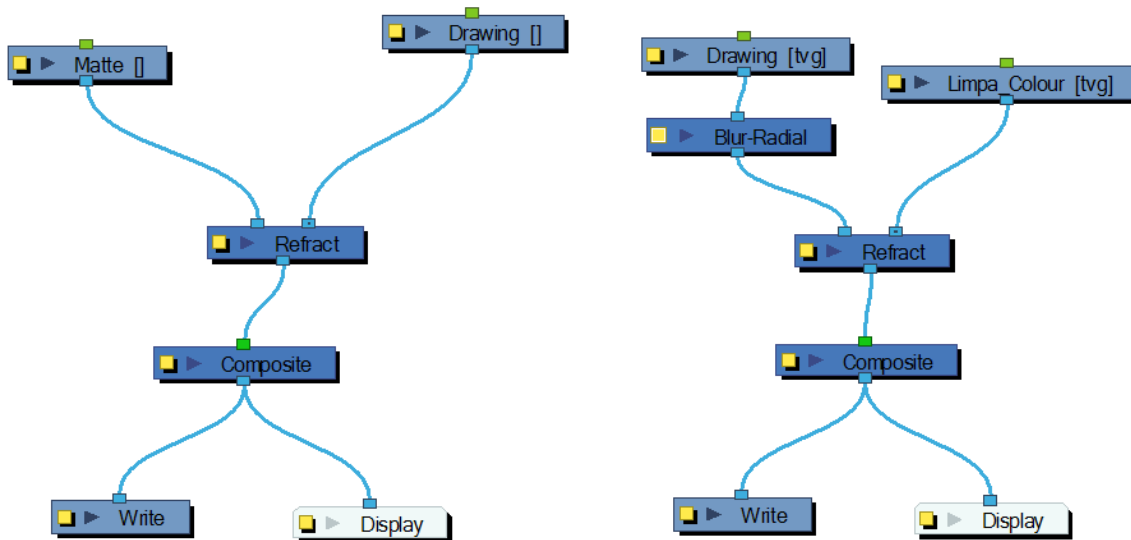 Matte []
Drawing []
Refract
Composite
Write
Display
Drawing [tvg]
Limpa_Colour [tvg]
Blur-Radial
Refract
Composite
Write
Display